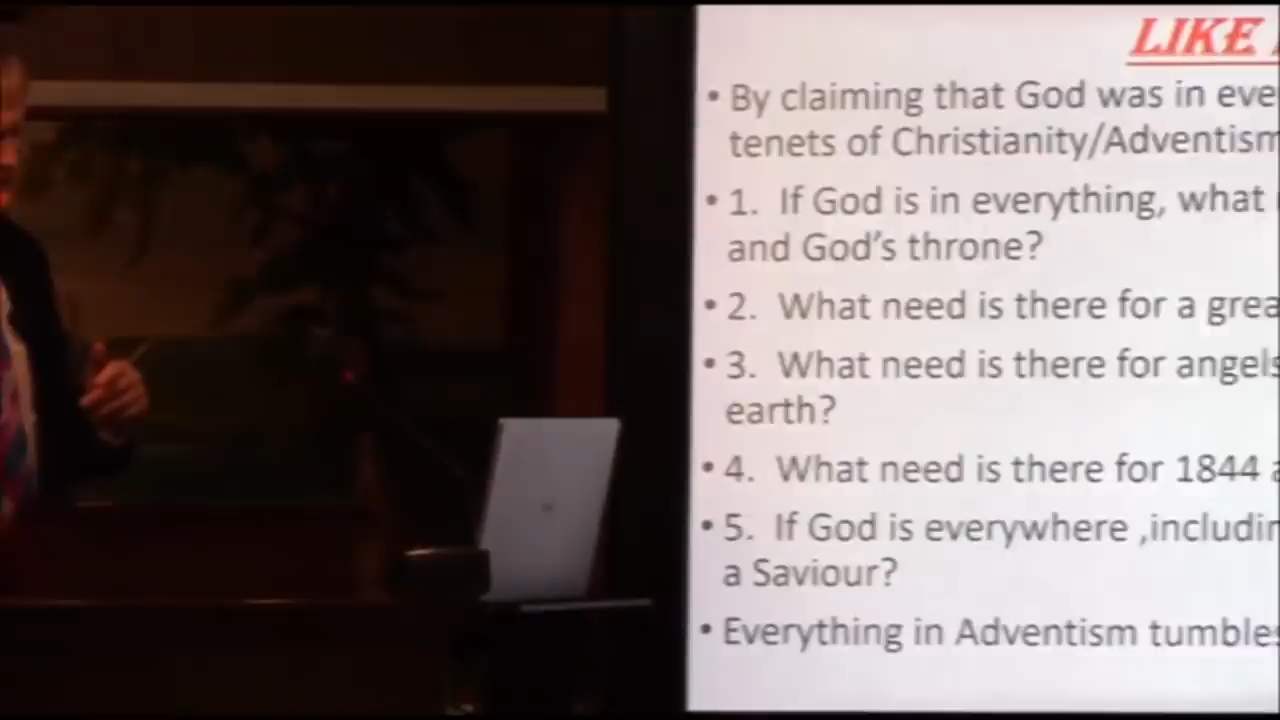 LIKE
• By claiming that God was in eve
tenets of Christianity/Adventism
• 1. If God is in everything, what
and God's throne?
• 2. What need is there for a grea
• 3. What need is there for angels
earth?
• 4. What need is there for 1844
• 5. If God is everywhere ,includin
a Saviour?
• Everything in Adventism tumbles